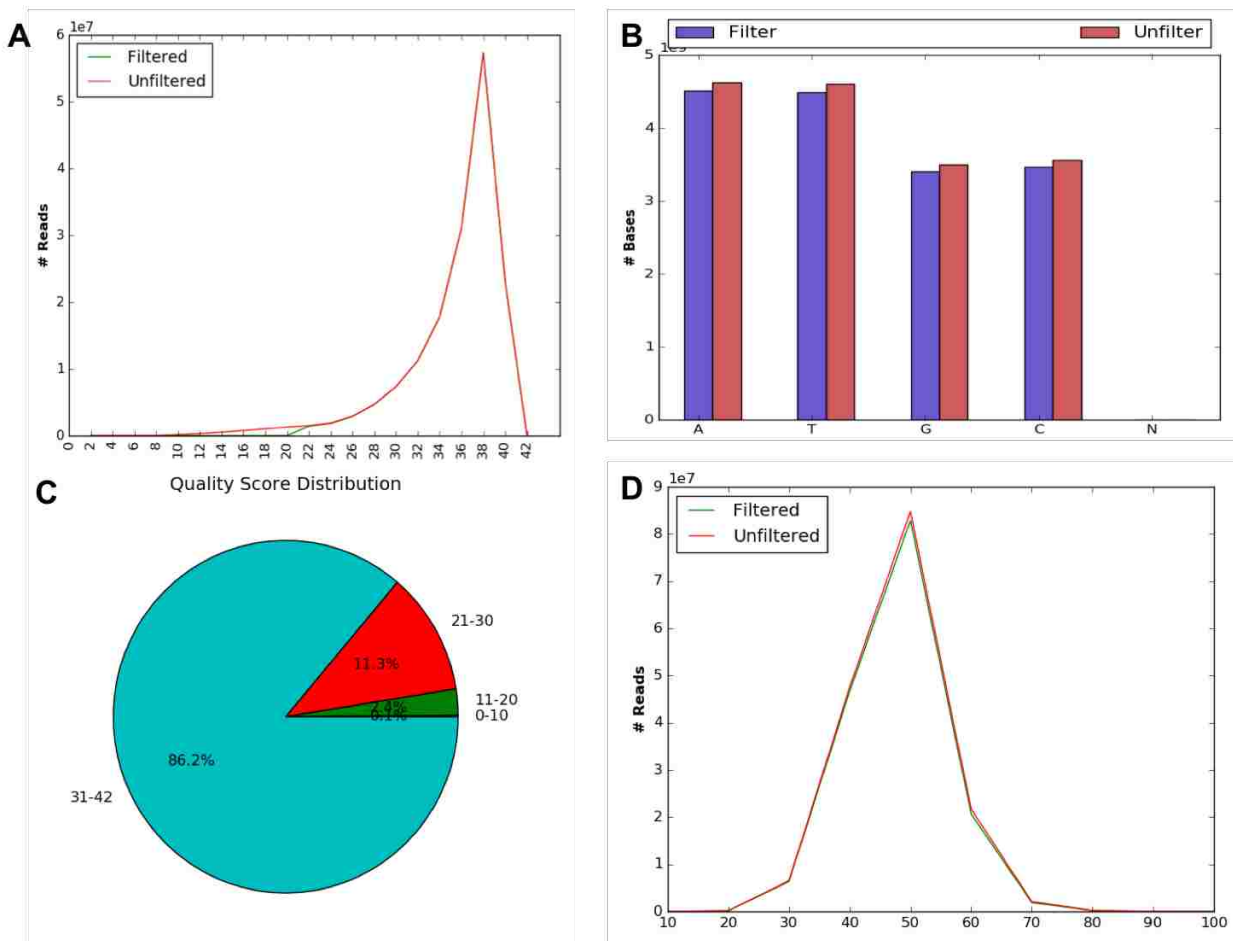 A
1e7
6
5
4
3
2
1
0
# Reads
Filtered
Unfiltered
0 2 4 6 8 10 12 14 16 18 20 22 24 26 28 30 32 34 36 38 40 42
Quality Score Distribution
B
Filter Unfilter
5
4
3
2
1
0
# Bases
A T G C N
C
21-30
11.3%
11-20
2.4%
0-10
0.1%
86.2%
31-42
D
1e7
9
8
7
6
5
4
3
2
1
0
# Reads
Filtered
Unfiltered
10 20 30 40 50 60 70 80 90 100